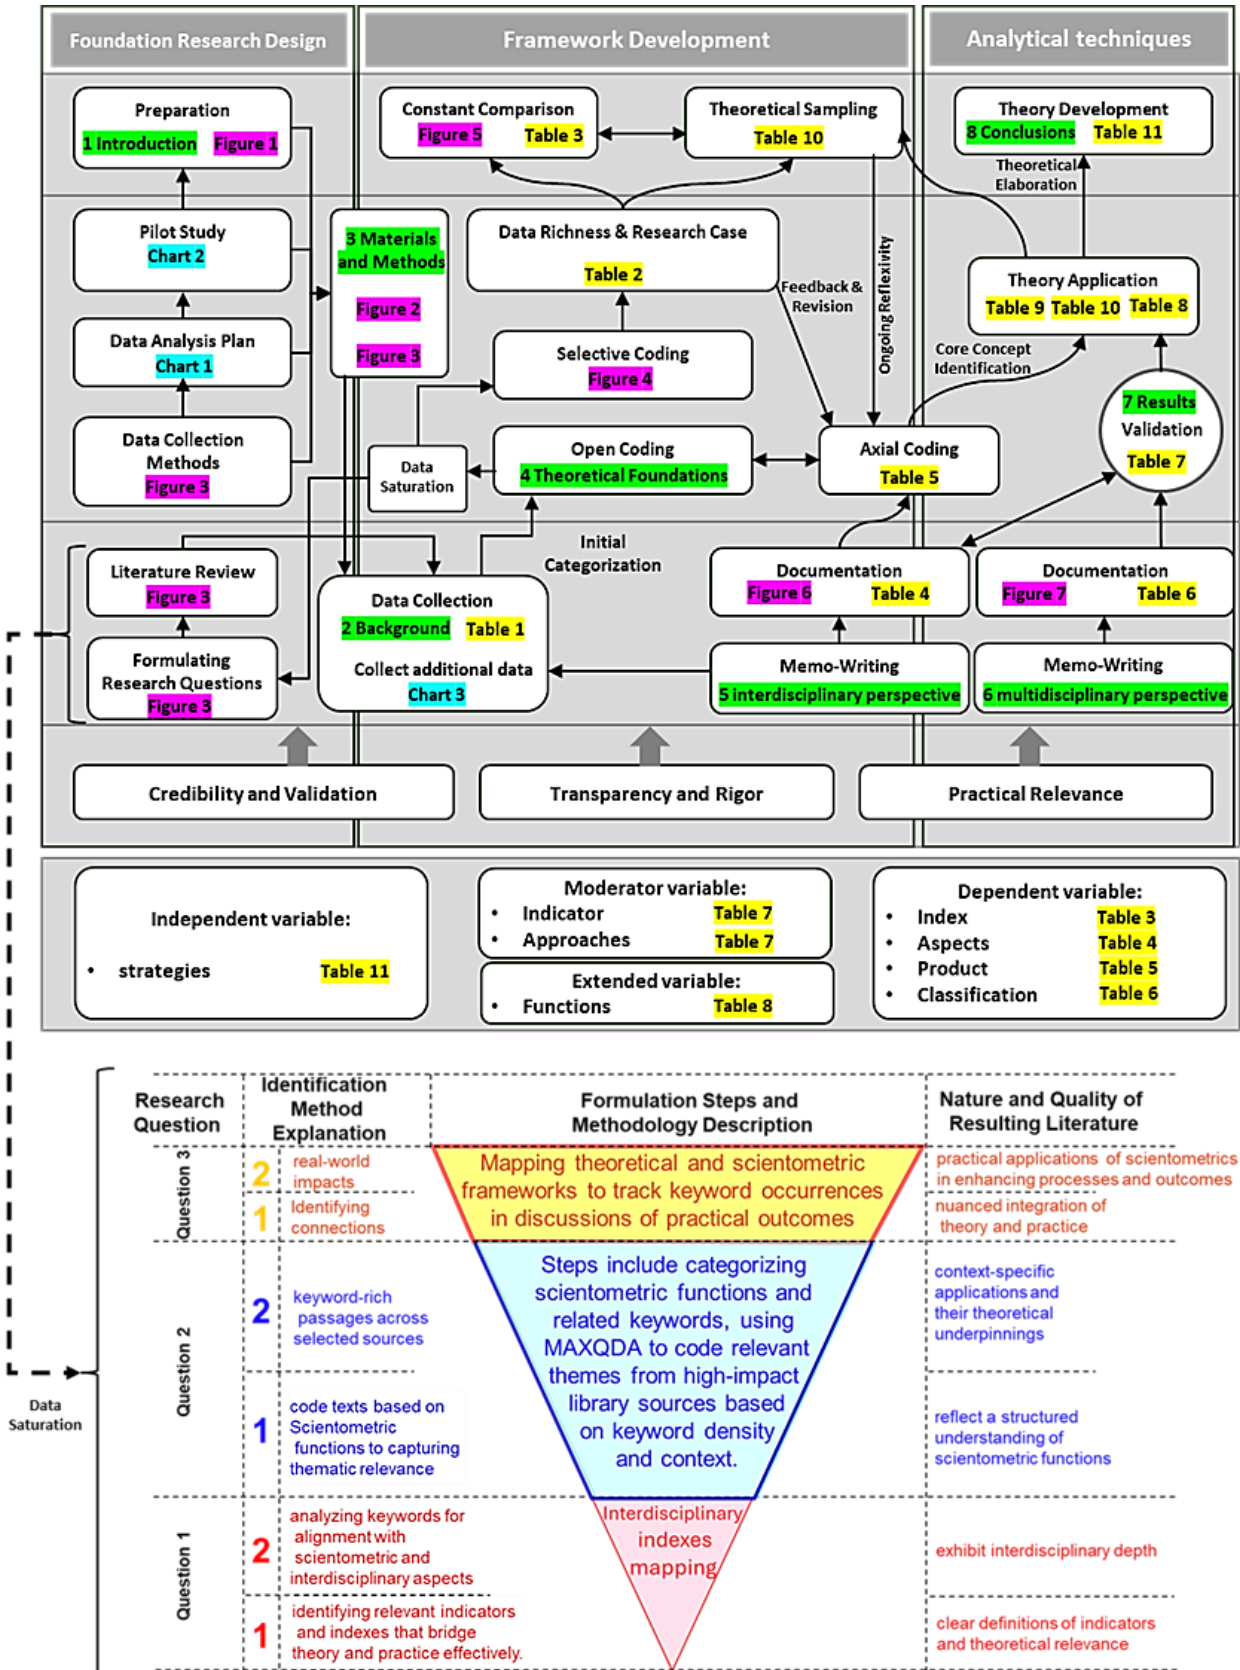 Foundation Research Design
Framework Development
Analytical techniques
Preparation
1 Introduction Figure 1
Constant Comparison
Figure 5 Table 3
Theoretical Sampling
Table 10
Theory Development
8 Conclusions Table 11
Theoretical
Elaboration
Pilot Study
Chart 2
3 Materials
and Methods
Figure 2
Figure 3
Data Richness & Research Case
Table 2
Feedback &
Revision
Ongoing Reflexivity
Theory Application
Table 9 Table 10 Table 8
Data Analysis Plan
Chart 1
Selective Coding
Figure 4
Core Concept
Identification
7 Results
Validation
Table 7
Data Collection
Methods
Figure 3
Data
Saturation
Open Coding
4 Theoretical Foundations
Axial Coding
Table 5
Initial
Categorization
Literature Review
Figure 3
Data Collection
2 Background Table 1
Collect additional data
Chart 3
Documentation
Figure 6 Table 4
Documentation
Figure 7 Table 6
Formulating
Research Questions
Figure 3
Memo-Writing
5 interdisciplinary perspective
Memo-Writing
6 multidisciplinary perspective
Credibility and Validation
Transparency and Rigor
Practical Relevance
Independent variable:
• strategies Table 11
Moderator variable:
• Indicator Table 7
• Approaches Table 7
Extended variable:
• Functions Table 8
Dependent variable:
• Index Table 3
• Aspects Table 4
• Product Table 5
• Classification Table 6
Data
Saturation
Research
Question
Identification
Method
Explanation
Formulation Steps and
Methodology Description
Nature and Quality of
Resulting Literature
Question 3
2
real-world
impacts
1
Identifying
connections
Mapping theoretical and scientometric
frameworks to track keyword occurrences
in discussions of practical outcomes
practical applications of scientometrics
in enhancing processes and outcomes
nuanced integration of
theory and practice
Question 2
2
keyword-rich
passages across
selected sources
1
code texts based on
Scientometric
functions to capturing
thematic relevance
Steps include categorizing
scientometric functions and
related keywords, using
MAXQDA to code relevant
themes from high-impact
library sources based
on keyword density
and context.
context-specific
applications and
their theoretical
underpinnings
reflect a structured
understanding of
scientometric functions
Question 1
2
analyzing keywords for
alignment with
scientometric and
interdisciplinary aspects
1
identifying relevant indicators
and indexes that bridge
theory and practice effectively.
Interdisciplinary
indexes
mapping
exhibit interdisciplinary depth
clear definitions of indicators
and theoretical relevance